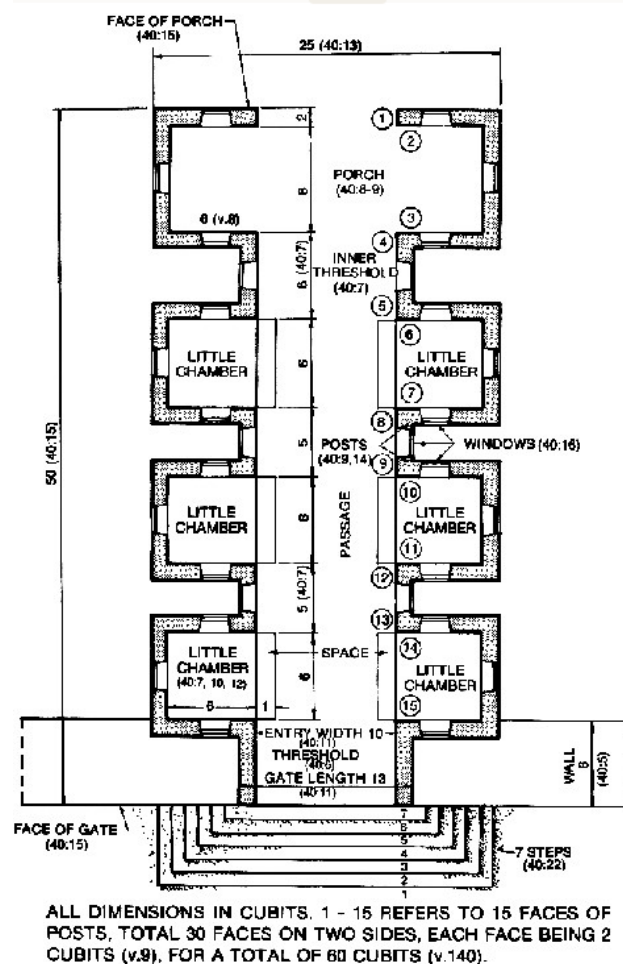 FACE OF PORCH
(40:15)
25 (40:13)
1
2
2
PORCH
(40:8-9)
8
6 (v.8)
3
4
INNER
THRESHOLD
(40:7)
6 (40:7)
5
6
LITTLE
CHAMBER
6
LITTLE
CHAMBER
7
8
50 (40:15)
5
POSTS
(40:9,14)
WINDOWS (40:16)
9
10
LITTLE
CHAMBER
6
PASSAGE
LITTLE
CHAMBER
11
12
5 (40:7)
13
LITTLE
CHAMBER
(40:7, 10, 12)
SPACE
24
LITTLE
CHAMBER
6
6
1
15
ENTRY WIDTH 10
(40:11)
THRESHOLD
(40:6)
GATE LENGTH 13
(40:11)
WALL
6
(40:5)
FACE OF GATE
(40:15)
7
6
5
4
3
2
1
7 STEPS
(40:22)
ALL DIMENSIONS IN CUBITS. 1 - 15 REFERS TO 15 FACES OF
POSTS, TOTAL 30 FACES ON TWO SIDES, EACH FACE BEING 2
CUBITS (v.9), FOR A TOTAL OF 60 CUBITS (v.140).